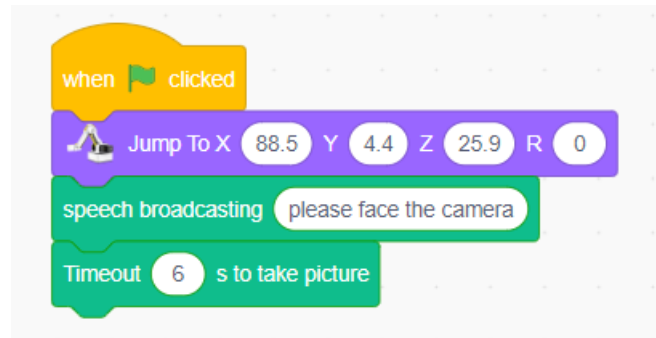 when clicked
Jump To X 88.5 Y 4.4 Z 25.9 R 0
speech broadcasting please face the camera
Timeout 6 s to take picture